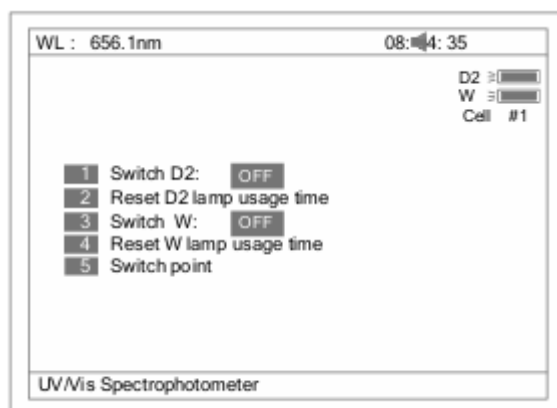 WL : 656.1nm 08: 4: 35
D2
W
Cell #1
1 Switch D2: OFF
2 Reset D2 lamp usage time
3 Switch W: OFF
4 Reset W lamp usage time
5 Switch point
UV/Vis Spectrophotometer